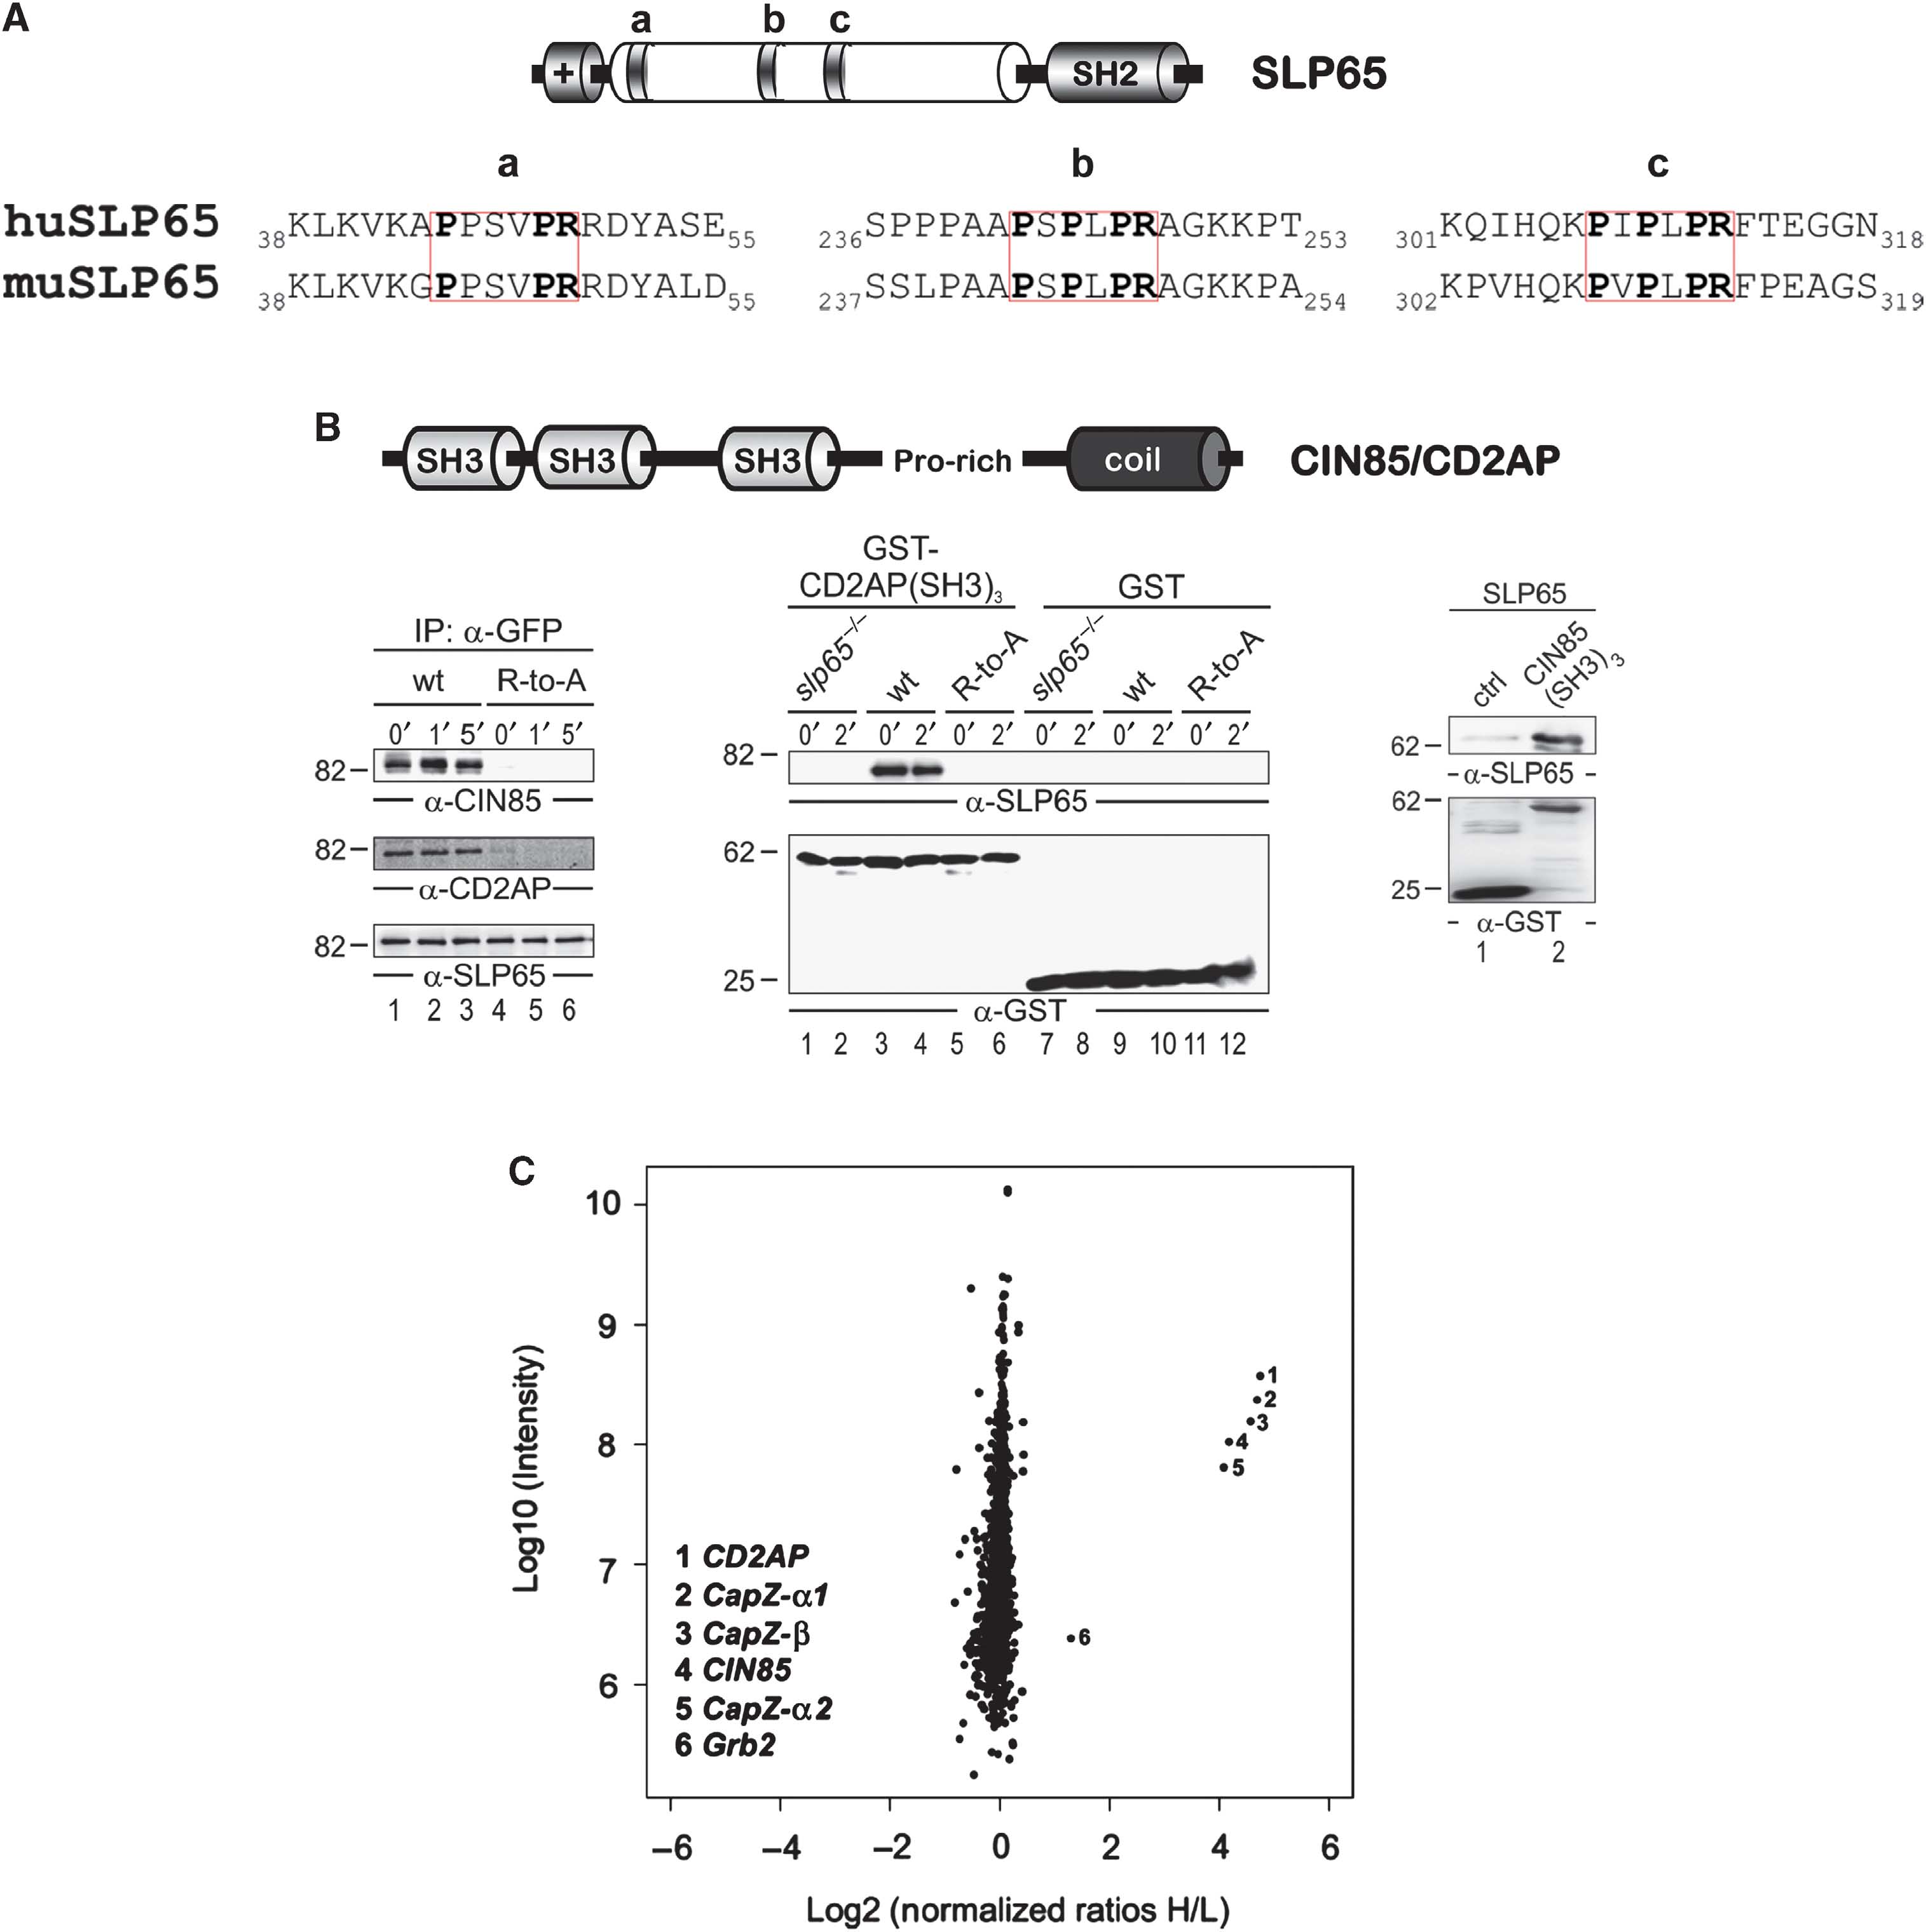 A
a b c
+ SH2 SLP65
a b c
huSLP65 38KLKVKAPPSVPRRDYASE55 236SPPPAAPSPLPRAGKKPT253 301KQIHQKPIPLPRFTEGGN318
muSLP65 38KLKVKGPPSVPRRDYALD55 237SSLPAAPSPLPRAGKKPA254 302KPVHQKPVPLPRFPEAGS319
B
SH3 SH3 SH3 Pro-rich coil CIN85/CD2AP
IP: α-GFP
wt R-to-A
0′ 1′ 5′ 0′ 1′ 5′
82
α-CIN85
82
α-CD2AP
82
α-SLP65
1 2 3 4 5 6
GST-
CD2AP(SH3)3 GST
slp65−/− wt R-to-A slp65−/− wt R-to-A
0′ 2′ 0′ 2′ 0′ 2′ 0′ 2′ 0′ 2′ 0′ 2′
82
α-SLP65
62
25
α-GST
1 2 3 4 5 6 7 8 9 10 11 12
SLP65
ctrl CIN85 (SH3)3
62
α-SLP65
62
25
α-GST
1 2
C
10
9
8
7
6
Log10 (Intensity)
1
2
3
4
5
6
1 CD2AP
2 CapZ-α1
3 CapZ-β
4 CIN85
5 CapZ-α2
6 Grb2
−6 −4 −2 0 2 4 6
Log2 (normalized ratios H/L)